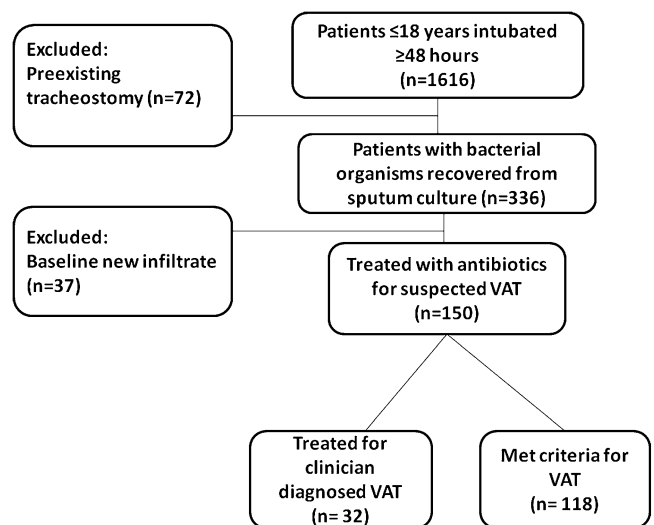 Patients ≤18 years intubated
≥48 hours
(n=1616)
Excluded:
Preexisting
tracheostomy (n=72)
Patients with bacterial
organisms recovered from
sputum culture (n=336)
Excluded:
Baseline new infiltrate
(n=37)
Treated with antibiotics
for suspected VAT
(n=150)
Treated for
clinician
diagnosed VAT
(n= 32)
Met criteria for
VAT
(n= 118)